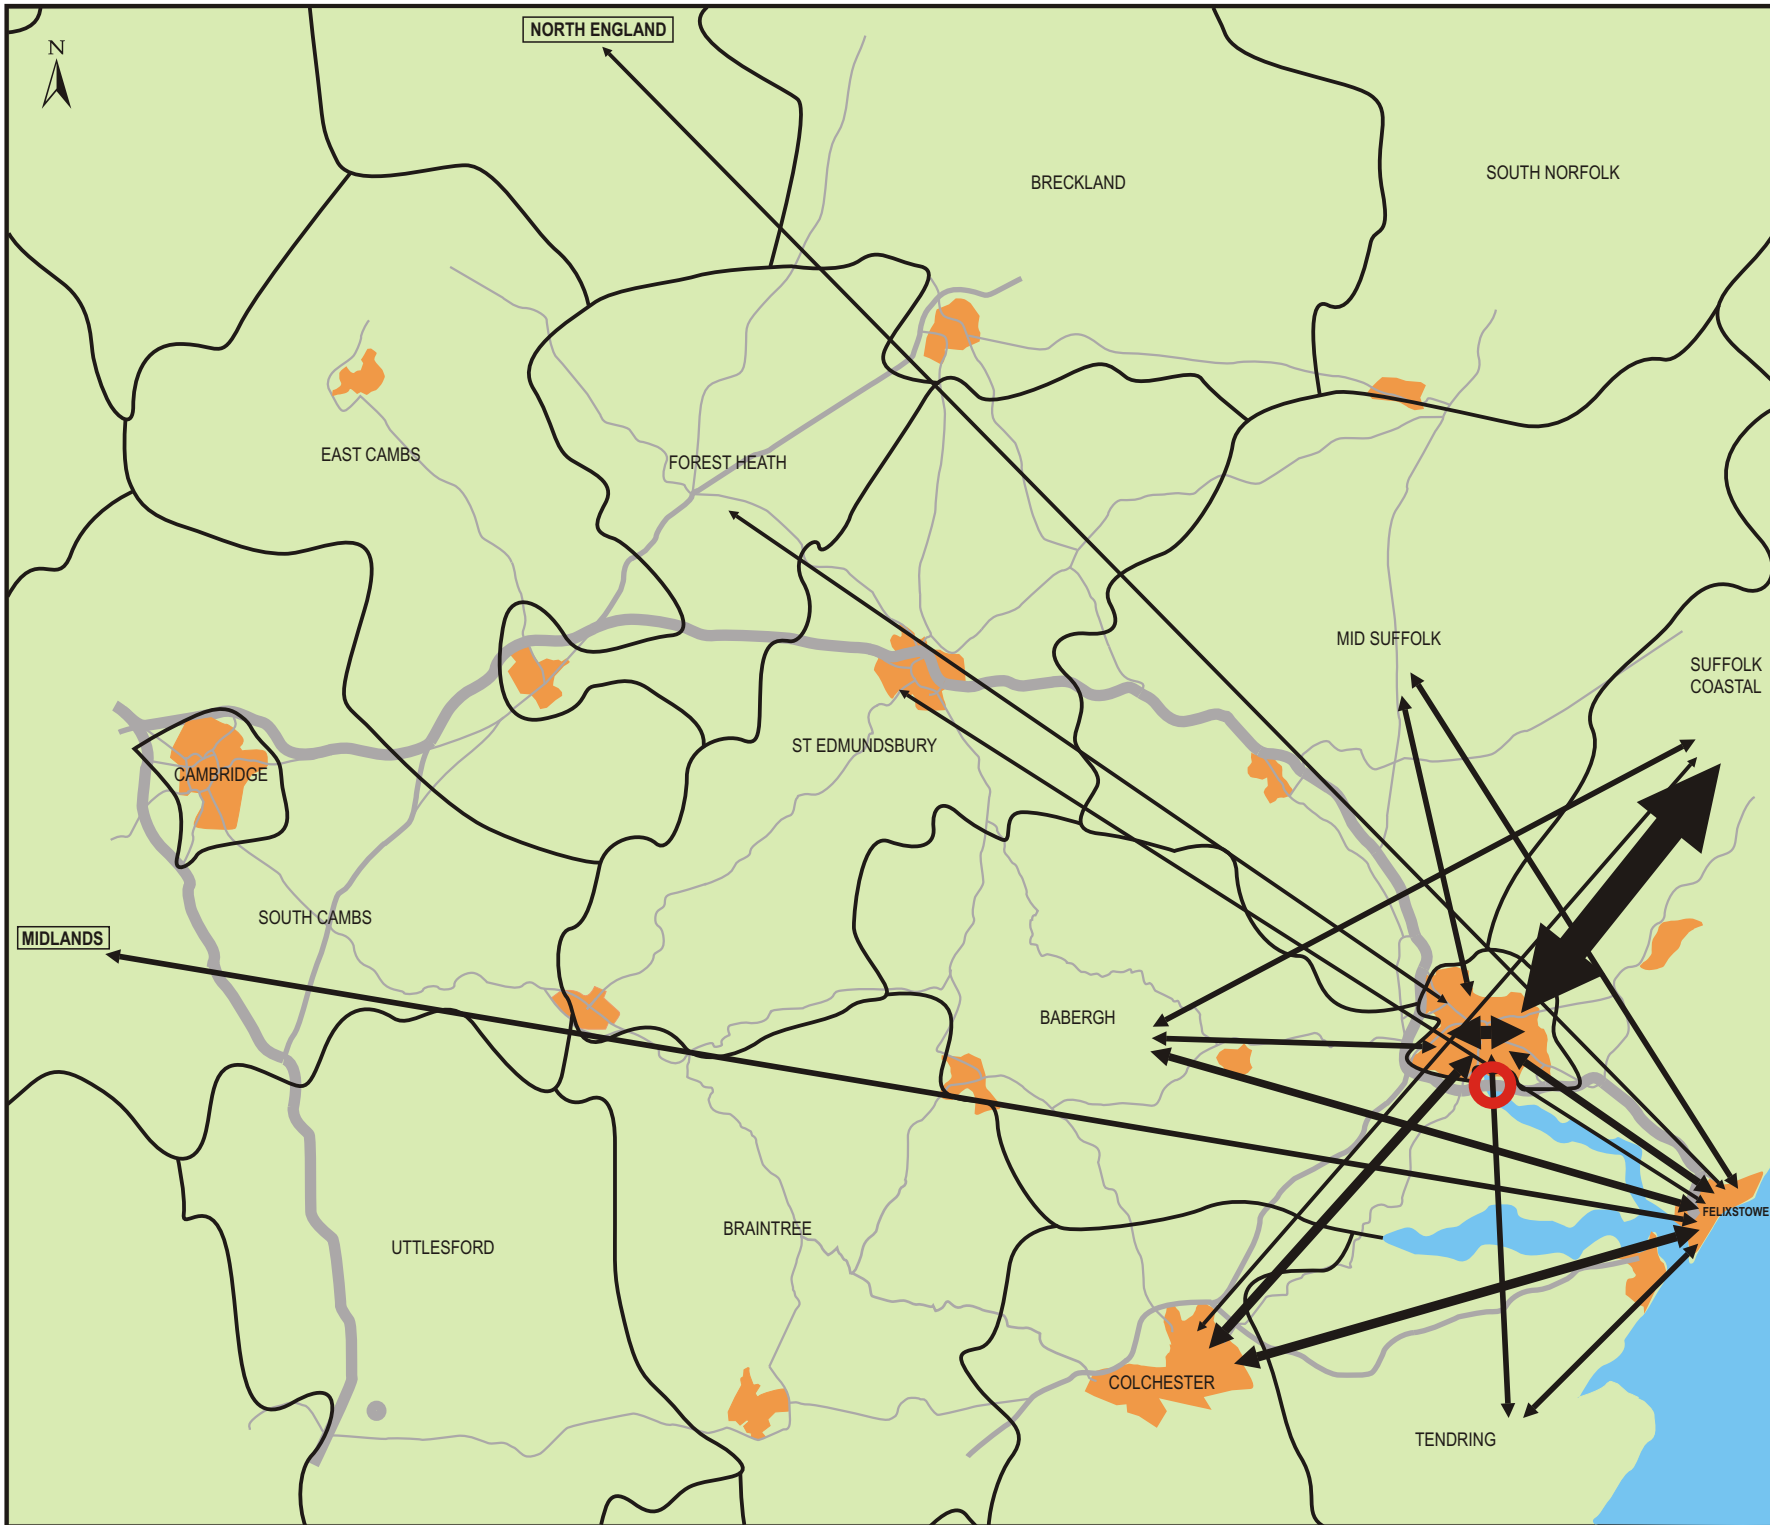 NORTH ENGLAND
N
SOUTH NORFOLK
BRECKLAND
EAST CAMBS
FOREST HEATH
MID SUFFOLK
SUFFOLK
COASTAL
ST EDMUNDSBURY
CAMBRIDGE
SOUTH CAMBS
MIDLANDS
BABERGH
FELIXSTOWE
BRAINTREE
UTTLESFORD
COLCHESTER
TENDRING